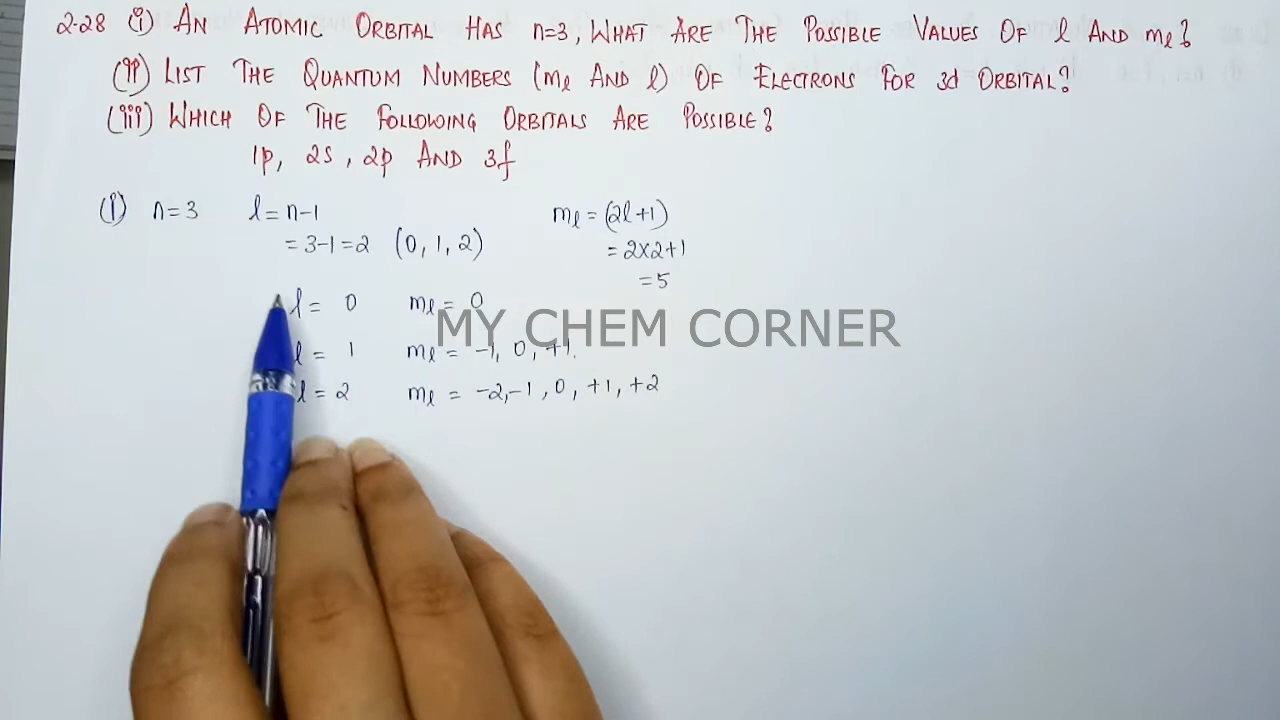 2.28 (i) AN ATOMIC ORBITAL HAS n=3, WHAT ARE THE POSSIBLE VALUES OF l AND mₗ?
(ii) LIST THE QUANTUM NUMBERS (mₗ AND l) OF ELECTRONS FOR 3d ORBITAL?
(iii) WHICH OF THE FOLLOWING ORBITALS ARE POSSIBLE?
1p, 2s, 2p AND 3f
(i) n=3 l = n-1 mₗ = (2l+1)
= 3-1 = 2 (0, 1, 2) = 2×2+1
= 5
l = 0 mₗ = 0
MY CHEM CORNER
l = 1 mₗ = -1, 0, +1.
l = 2 mₗ = -2, -1, 0, +1, +2